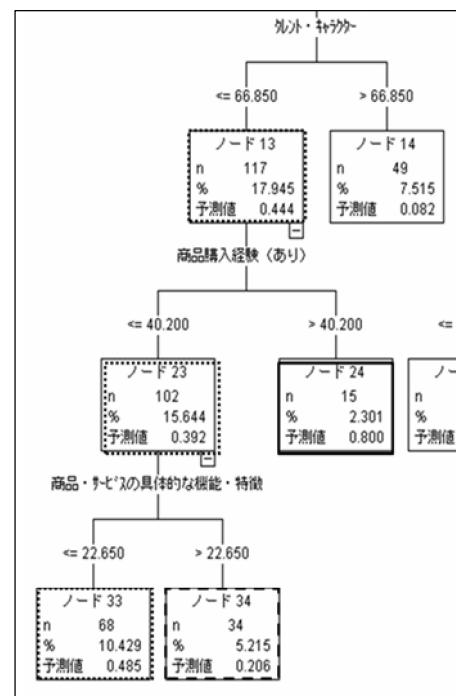 タレント・キャラクター
<= 66.850
> 66.850
ノード 13
n 117
% 17.945
予測値 0.444
ノード 14
n 49
% 7.515
予測値 0.082
商品購入経験〈あり〉
<= 40.200
> 40.200
<=
ノード 23
n 102
% 15.644
予測値 0.392
ノード 24
n 15
% 2.301
予測値 0.800
ノー
n
%
予測値
商品・サービスの具体的な機能・特徴
<= 22.650
> 22.650
ノード 33
n 68
% 10.429
予測値 0.485
ノード 34
n 34
% 5.215
予測値 0.206